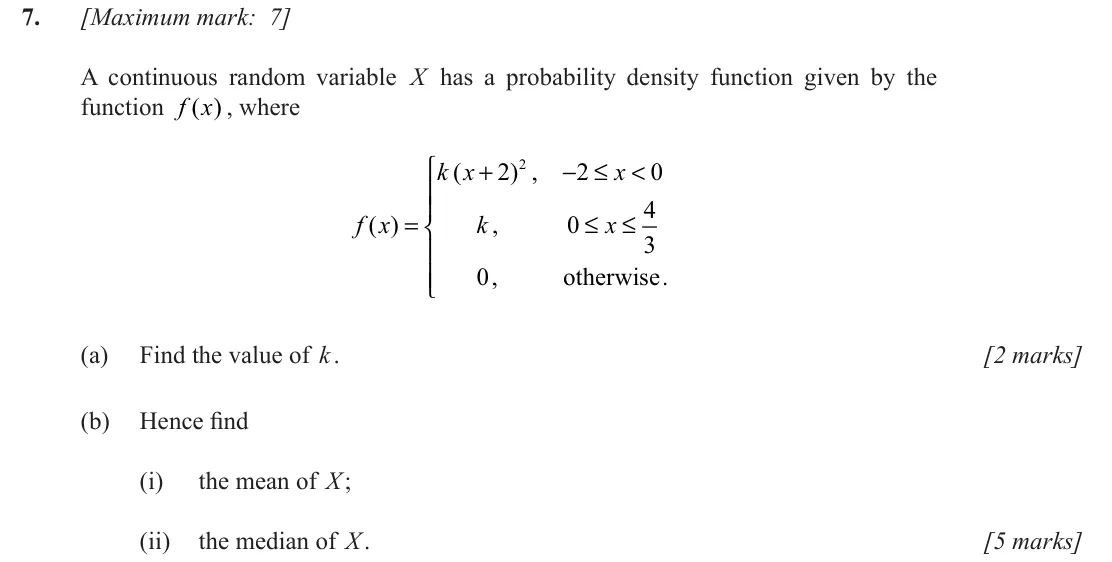 7. [Maximum mark: 7]
A continuous random variable X has a probability density function given by the
function f(x), where
f(x) = { k(x+2)², −2 ≤ x < 0
k, 0 ≤ x ≤ 4/3
0, otherwise.
(a) Find the value of k. [2 marks]
(b) Hence find
(i) the mean of X;
(ii) the median of X. [5 marks]